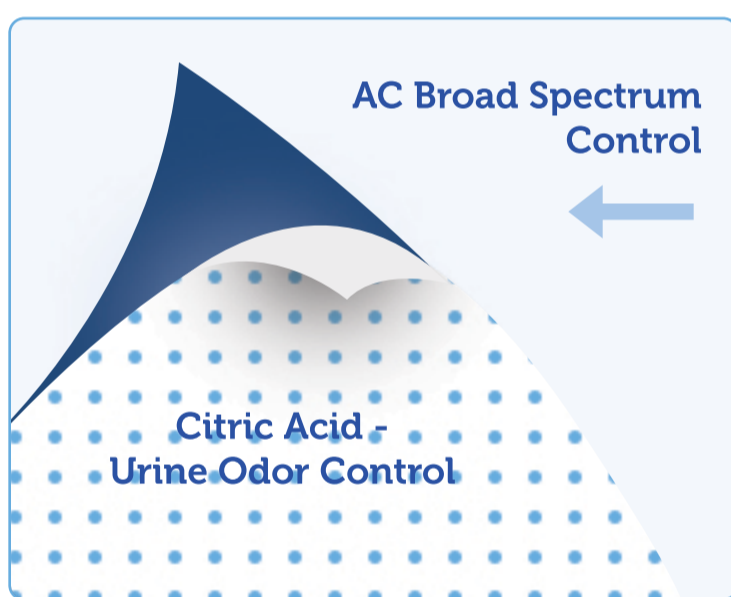 AC Broad Spectrum
Control
Citric Acid -
Urine Odor Control